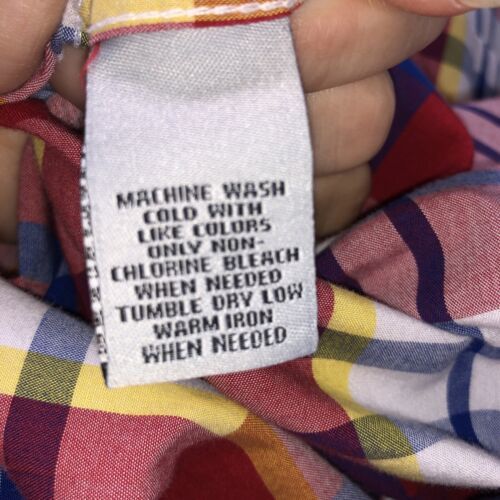 MACHINE WASH
COLD WITH
LIKE COLORS
ONLY NON-
CHLORINE BLEACH
WHEN NEEDED
TUMBLE DRY LOW
WARM IRON
WHEN NEEDED